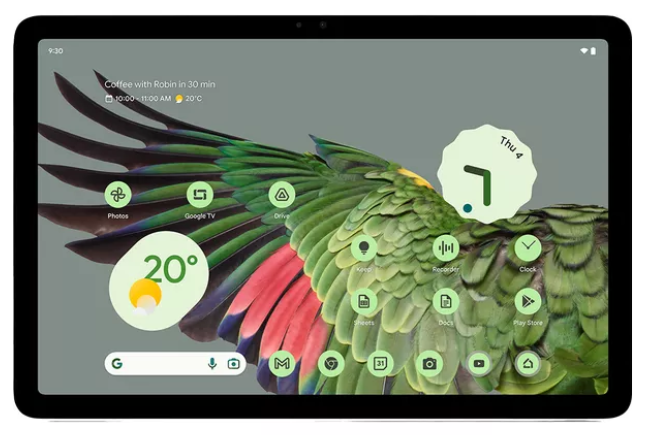 9:30
Coffee with Robin in 30 min
10:00 - 11:00 AM 20°C
Thu 4
Photos
Google TV
Drive
20°
Keep
Recorder
Clock
Sheets
Docs
Play Store
G
31